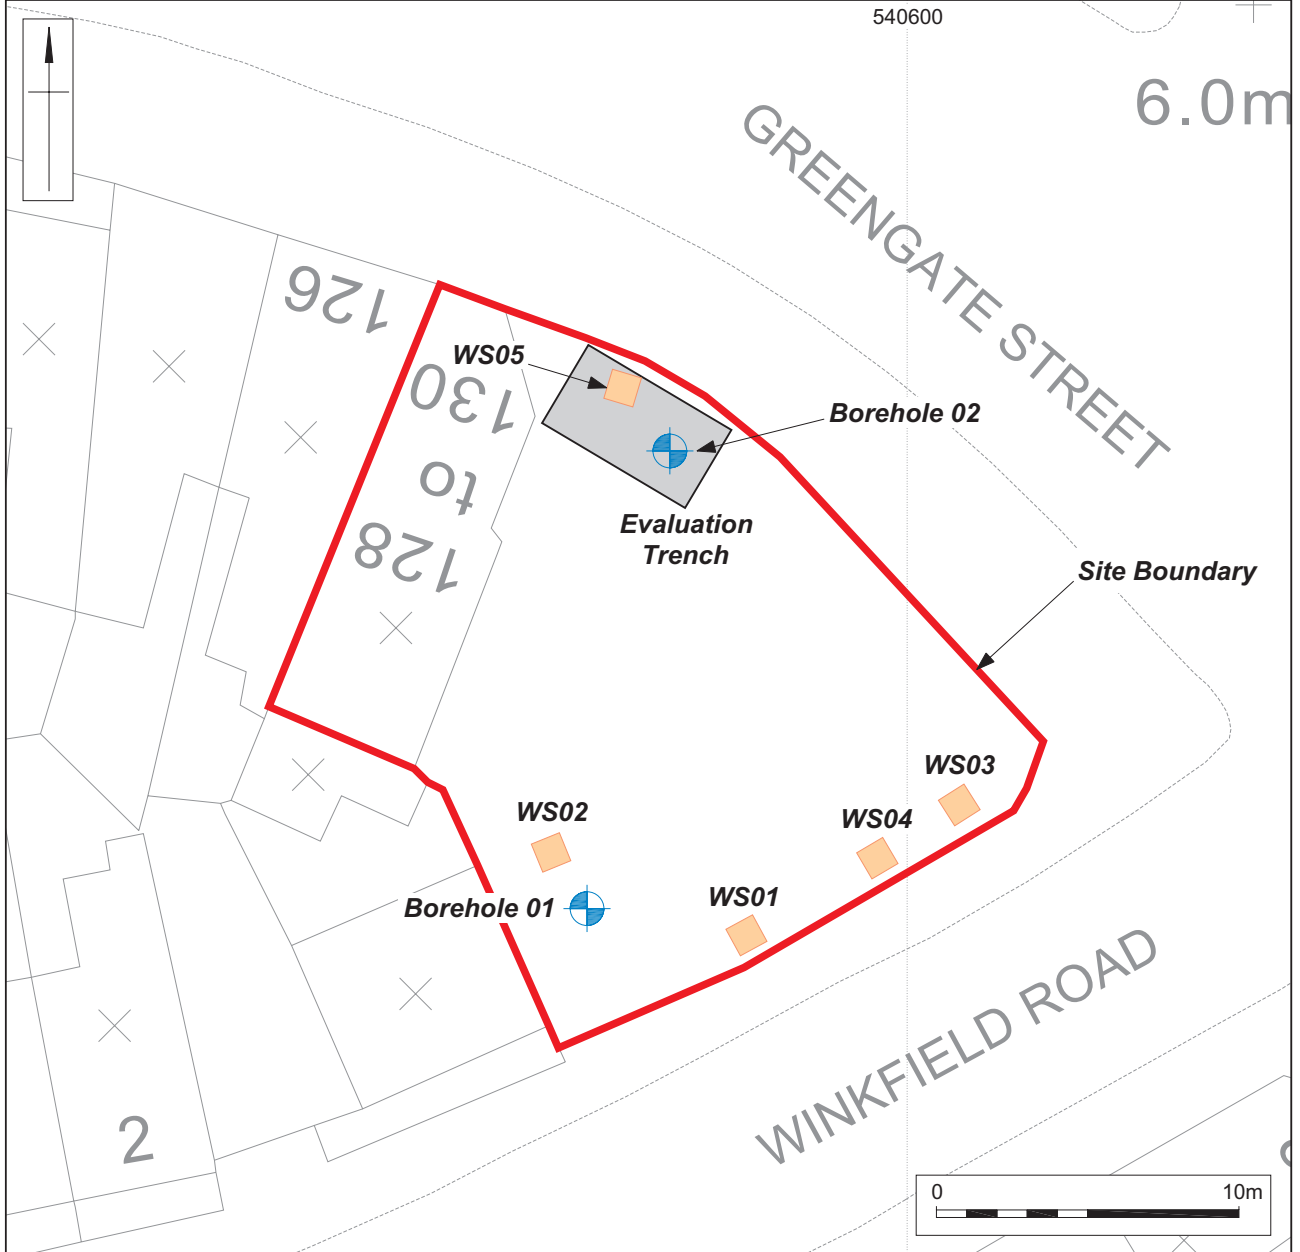 540600
6.0m
GREENGATE STREET
126
WS05
130
to
128
Borehole 02
Evaluation
Trench
Site Boundary
WS03
WS02
WS04
WS01
Borehole 01
WINKFIELD ROAD
2
0 10m